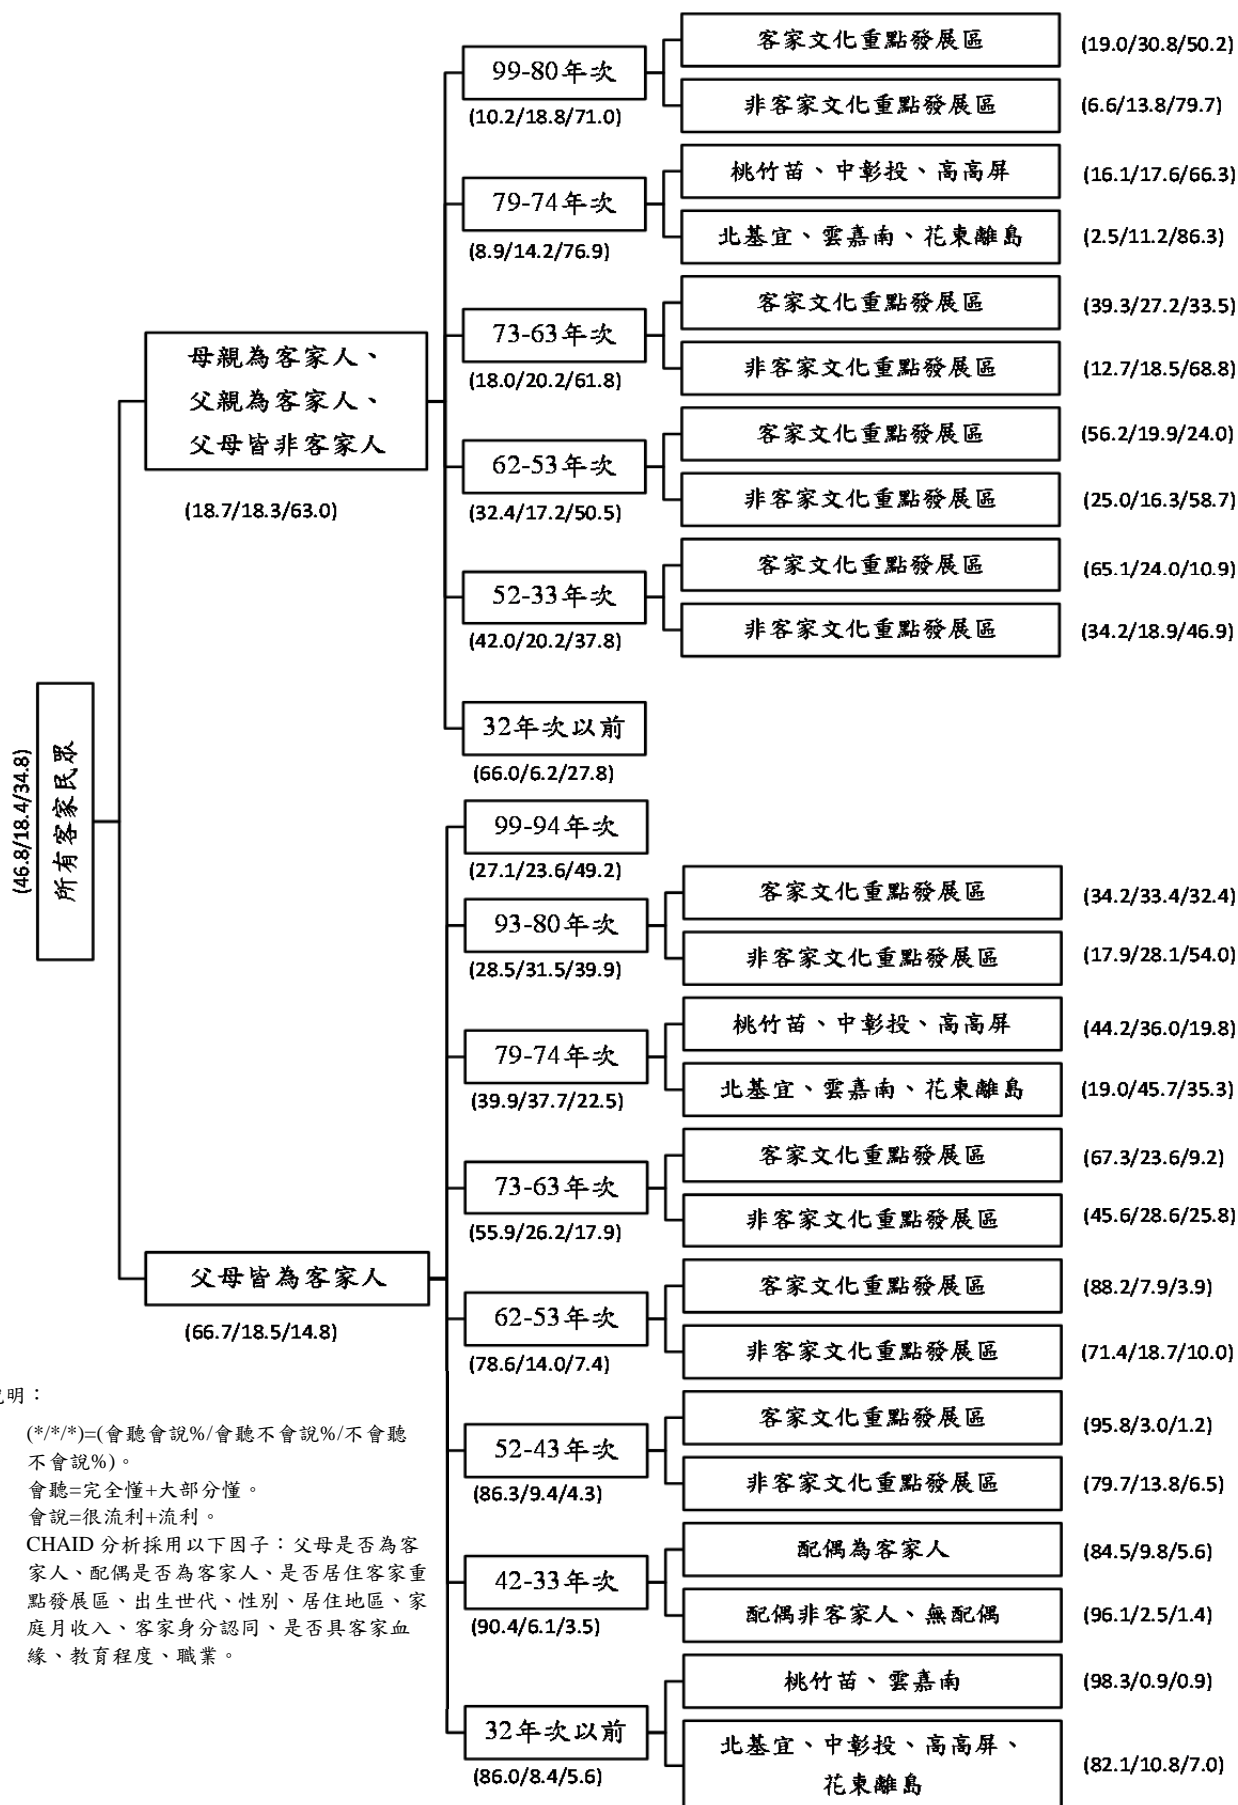 所有客家民眾
(46.8/18.4/34.8)
母親為客家人、
父親為客家人、
父母皆非客家人
(18.7/18.3/63.0)
99-80年次
(10.2/18.8/71.0)
客家文化重點發展區
(19.0/30.8/50.2)
非客家文化重點發展區
(6.6/13.8/79.7)
79-74年次
(8.9/14.2/76.9)
桃竹苗、中彰投、高高屏
(16.1/17.6/66.3)
北基宜、雲嘉南、花東離島
(2.5/11.2/86.3)
73-63年次
(18.0/20.2/61.8)
客家文化重點發展區
(39.3/27.2/33.5)
非客家文化重點發展區
(12.7/18.5/68.8)
62-53年次
(32.4/17.2/50.5)
客家文化重點發展區
(56.2/19.9/24.0)
非客家文化重點發展區
(25.0/16.3/58.7)
52-33年次
(42.0/20.2/37.8)
客家文化重點發展區
(65.1/24.0/10.9)
非客家文化重點發展區
(34.2/18.9/46.9)
32年次以前
(66.0/6.2/27.8)
父母皆為客家人
(66.7/18.5/14.8)
99-94年次
(27.1/23.6/49.2)
93-80年次
(28.5/31.5/39.9)
客家文化重點發展區
(34.2/33.4/32.4)
非客家文化重點發展區
(17.9/28.1/54.0)
79-74年次
(39.9/37.7/22.5)
桃竹苗、中彰投、高高屏
(44.2/36.0/19.8)
北基宜、雲嘉南、花東離島
(19.0/45.7/35.3)
73-63年次
(55.9/26.2/17.9)
客家文化重點發展區
(67.3/23.6/9.2)
非客家文化重點發展區
(45.6/28.6/25.8)
62-53年次
(78.6/14.0/7.4)
客家文化重點發展區
(88.2/7.9/3.9)
非客家文化重點發展區
(71.4/18.7/10.0)
52-43年次
(86.3/9.4/4.3)
客家文化重點發展區
(95.8/3.0/1.2)
非客家文化重點發展區
(79.7/13.8/6.5)
42-33年次
(90.4/6.1/3.5)
配偶為客家人
(84.5/9.8/5.6)
配偶非客家人、無配偶
(96.1/2.5/1.4)
32年次以前
(86.0/8.4/5.6)
桃竹苗、雲嘉南
(98.3/0.9/0.9)
北基宜、中彰投、高高屏、
花東離島
(82.1/10.8/7.0)
明：
(*/*/*)=(會聽會說%/會聽不會說%/不會聽
不會說%)。
會聽=完全懂+大部分懂。
會說=很流利+流利。
CHAID 分析採用以下因子：父母是否為客
家人、配偶是否為客家人、是否居住客家重
點發展區、出生世代、性別、居住地區、家
庭月收入、客家身分認同、是否具客家血
緣、教育程度、職業。